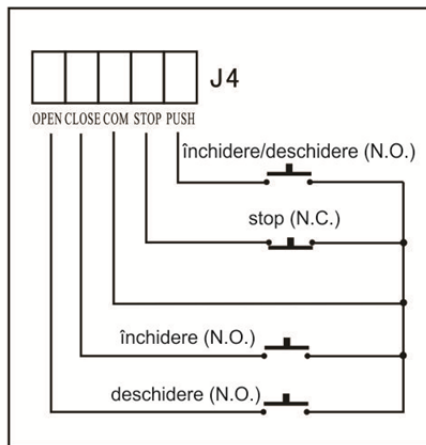 J4
OPEN CLOSE COM STOP PUSH
închidere/deschidere (N.O.)
stop (N.C.)
închidere (N.O.)
deschidere (N.O.)